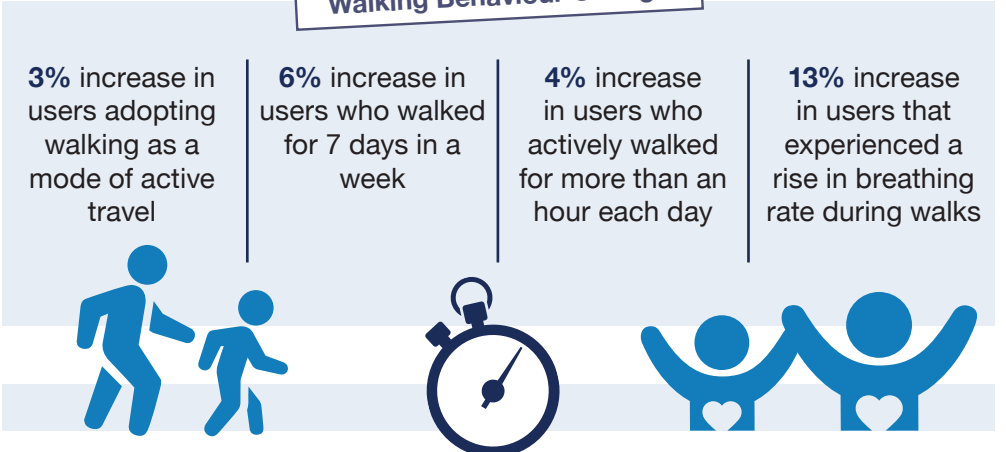 Walking Behaviour
3% increase in
users adopting
walking as a
mode of active
travel
6% increase in
users who walked
for 7 days in a
week
4% increase
in users who
actively walked
for more than an
hour each day
13% increase
in users that
experienced a
rise in breathing
rate during walks